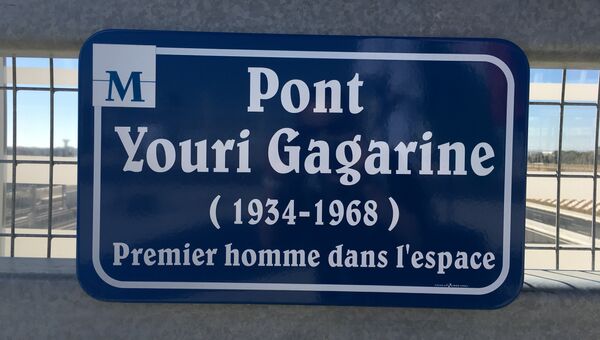 M
Pont
Youri Gagarine
( 1934-1968 )
Premier homme dans l'espace